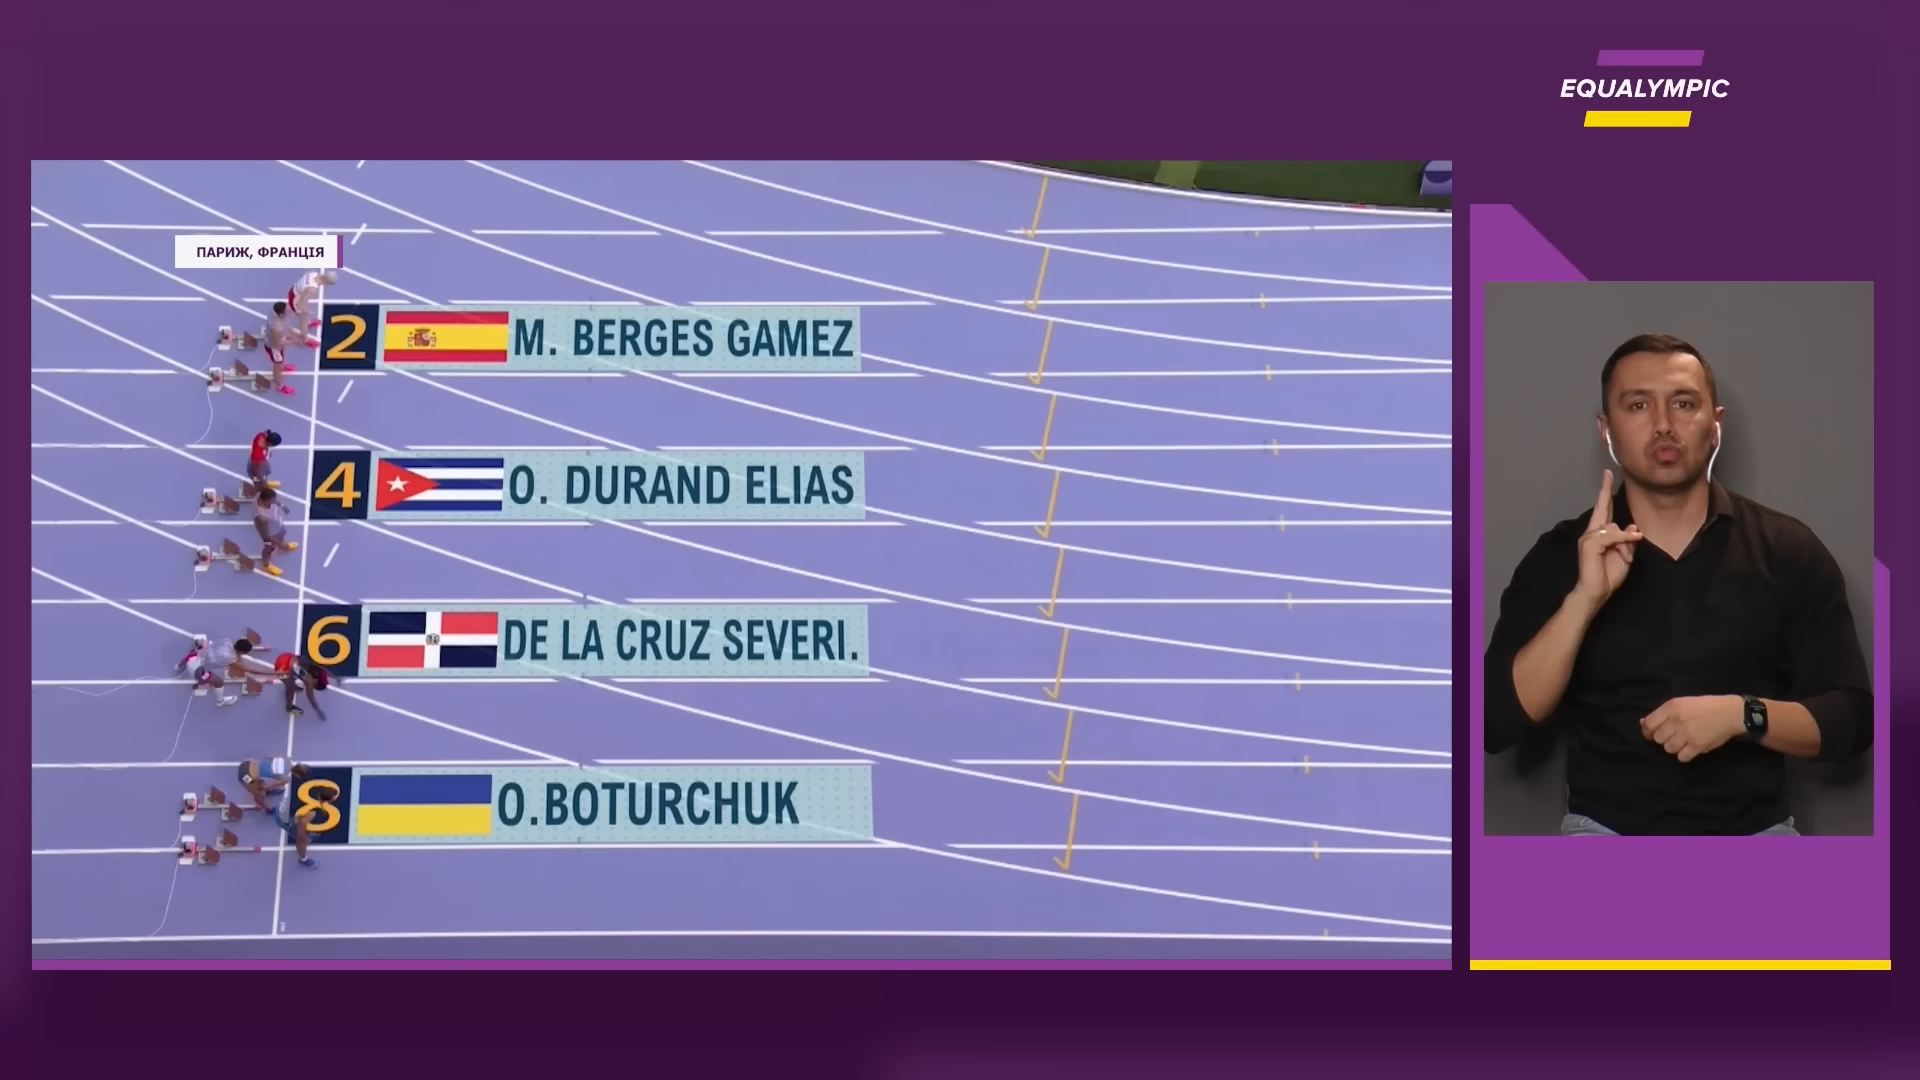 EQUALYMPIC
ПАРИЖ, ФРАНЦІЯ
2 M. BERGES GAMEZ
4 O. DURAND ELIAS
6 DE LA CRUZ SEVERI.
8 O.BOTURCHUK